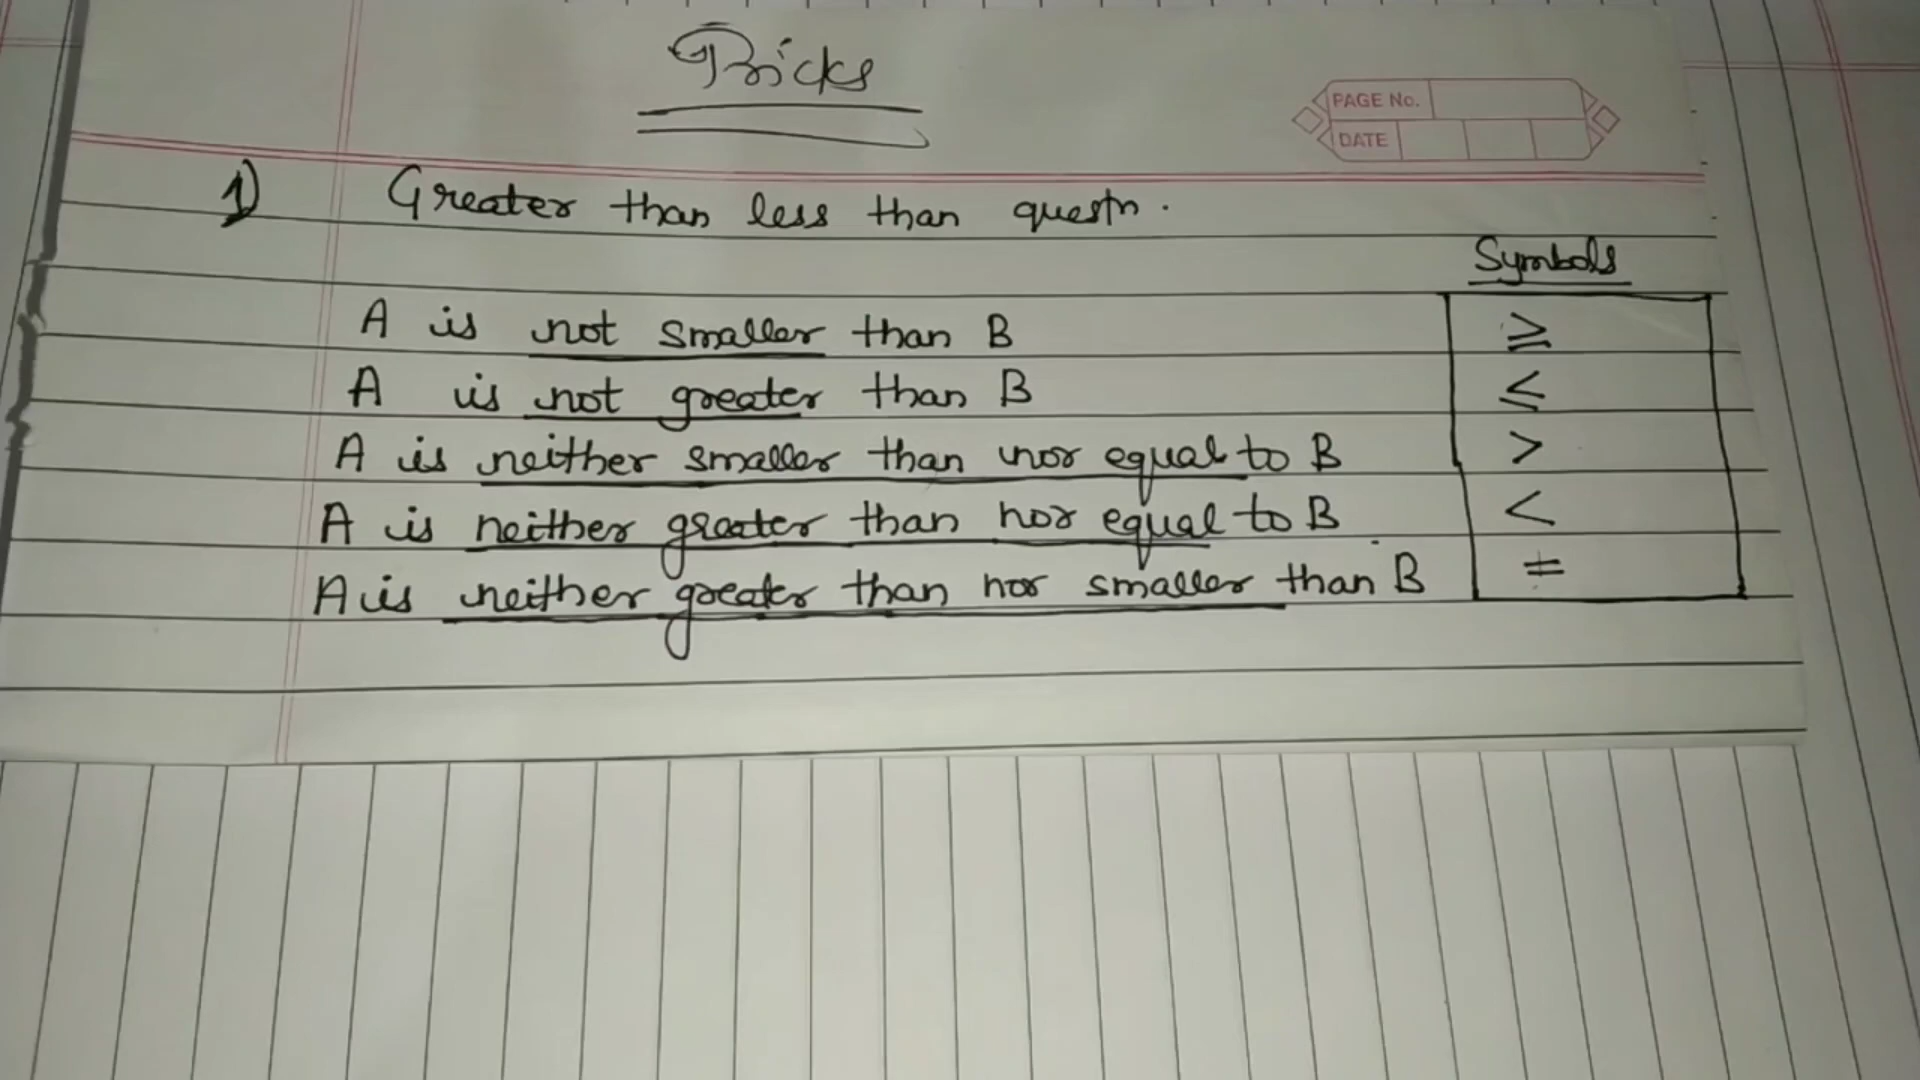 Tricks
PAGE No.
DATE
1) Greater than less than questn.
Symbols
A is not smaller than B ≥
A is not greater than B ≤
A is neither smaller than nor equal to B >
A is neither greater than nor equal to B <
A is neither greater than nor smaller than B =